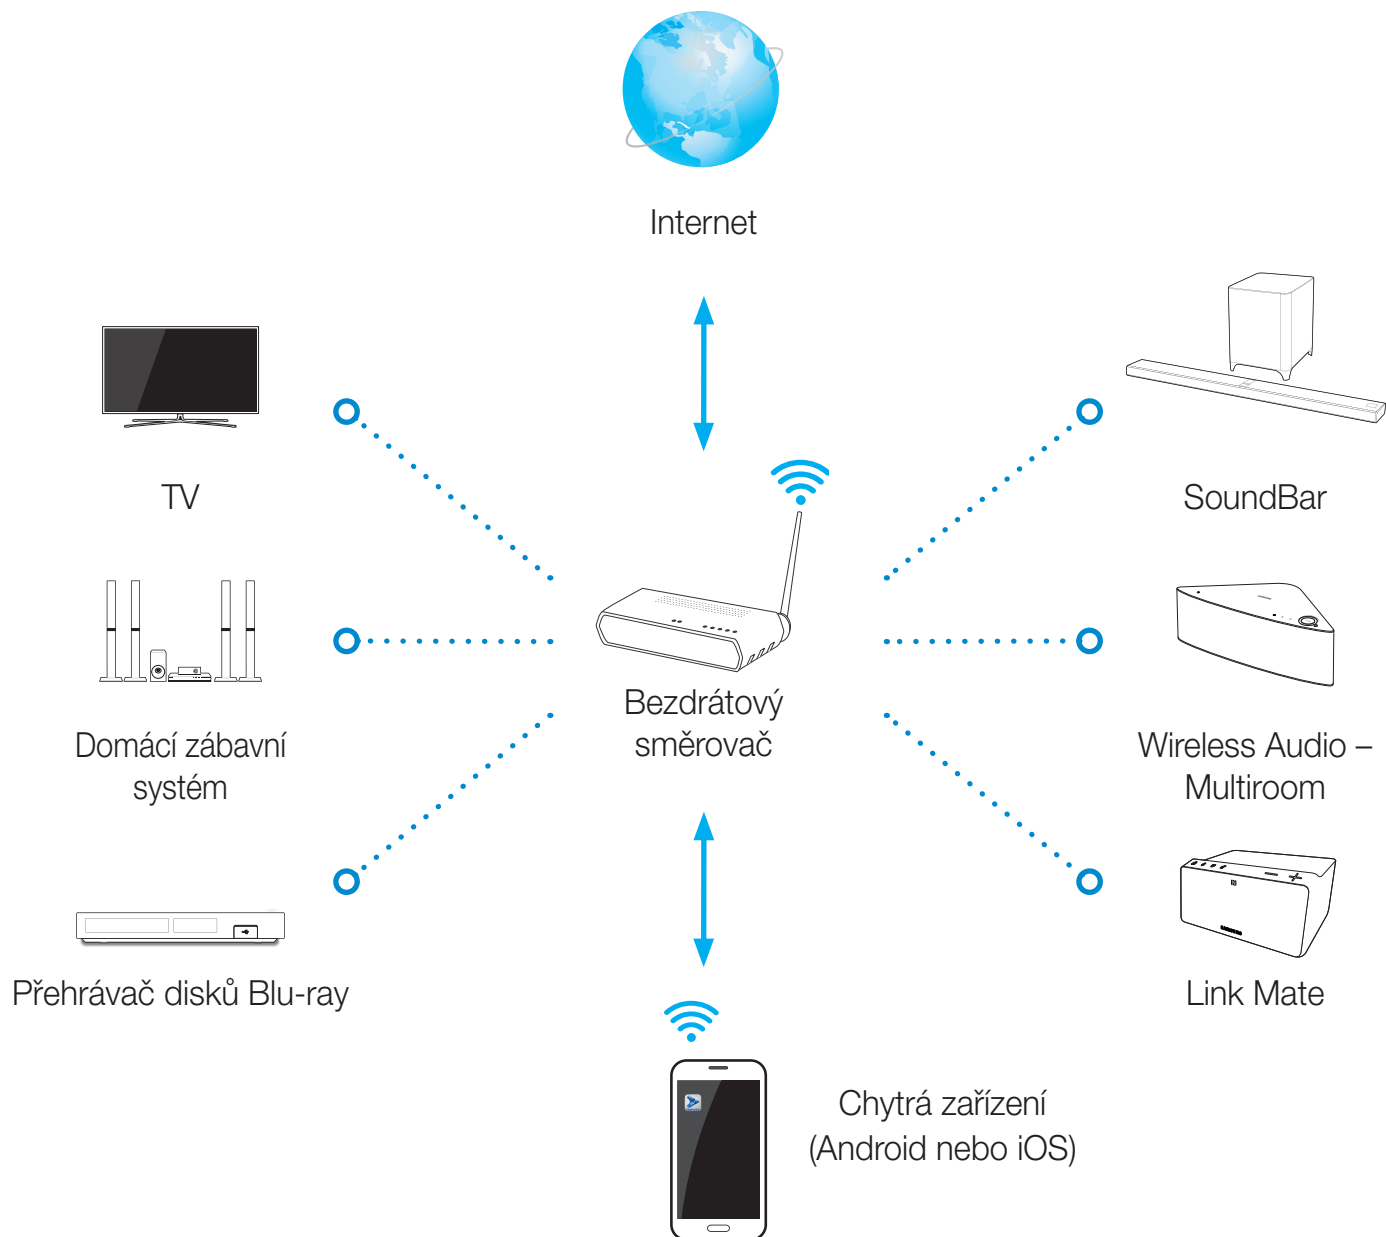 Internet
TV
SoundBar
Bezdrátový
směrovač
Domácí zábavní
systém
Wireless Audio –
Multiroom
Přehrávač disků Blu-ray
Link Mate
Chytrá zařízení
(Android nebo iOS)